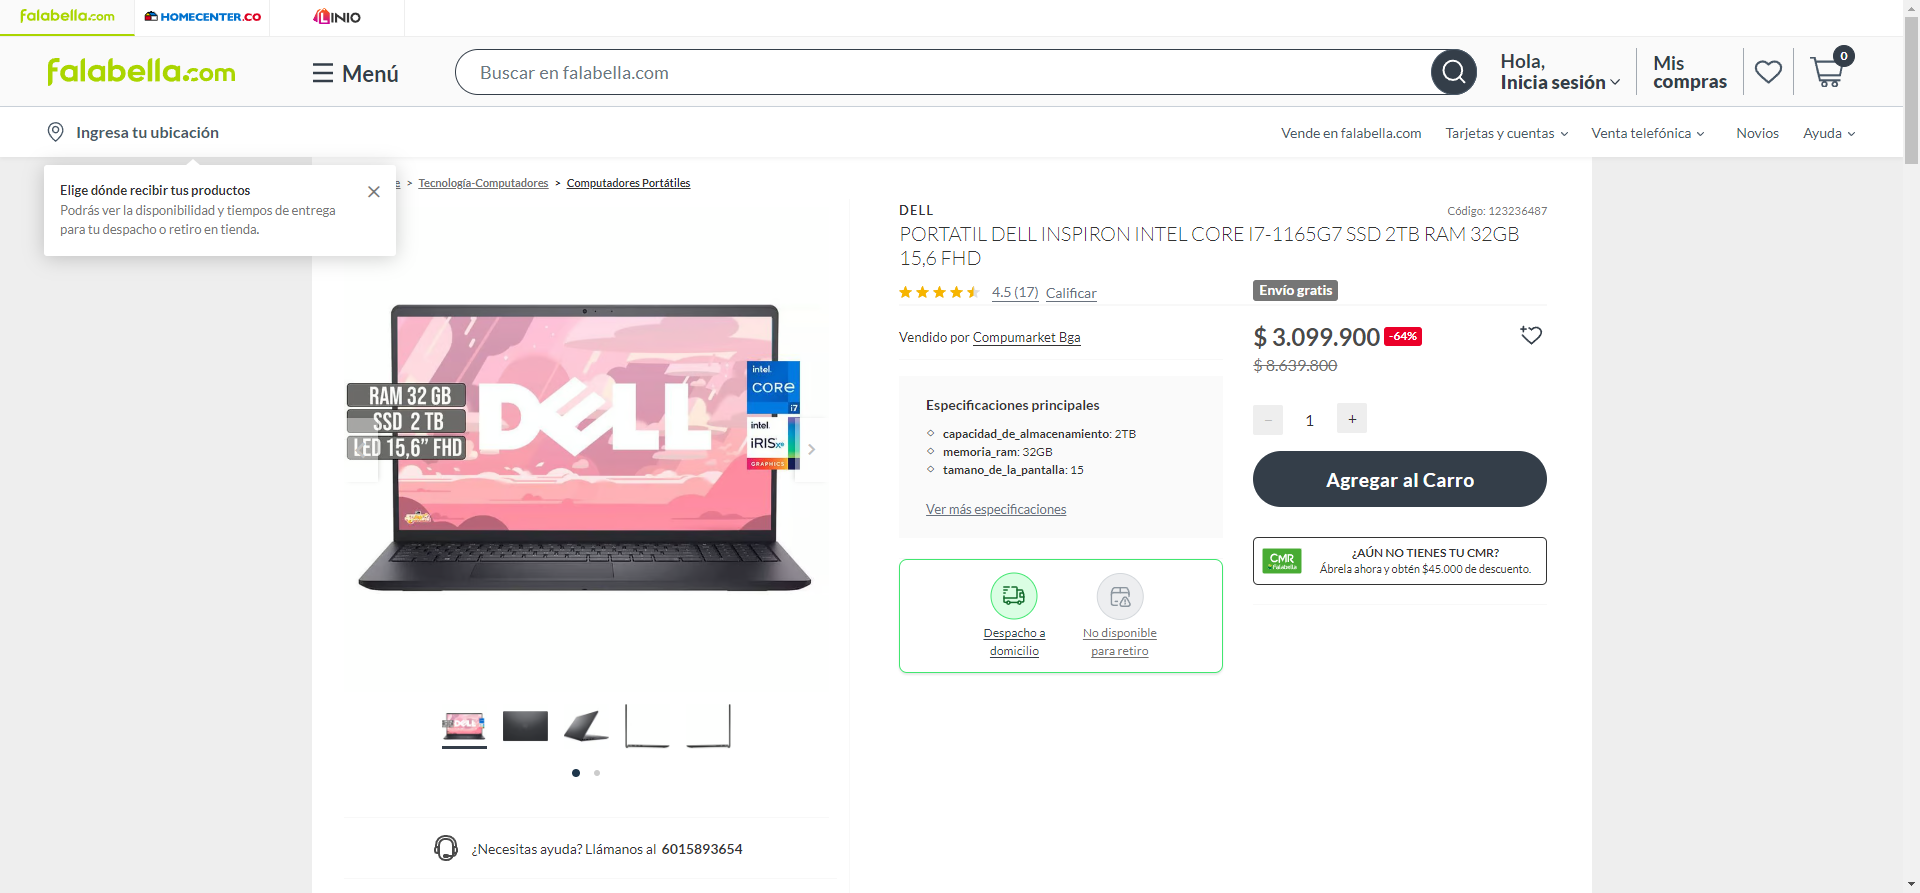 falabella.com
HOMECENTER.CO
LINIO
falabella.com
Menú
Buscar en falabella.com
Hola,
Inicia sesión
Mis
compras
0
Ingresa tu ubicación
Vende en falabella.com
Tarjetas y cuentas
Venta telefónica
Novios
Ayuda
Elige dónde recibir tus productos
Podrás ver la disponibilidad y tiempos de entrega
para tu despacho o retiro en tienda.
e > Tecnología-Computadores > Computadores Portátiles
DELL
Código: 123236487
PORTATIL DELL INSPIRON INTEL CORE I7-1165G7 SSD 2TB RAM 32GB
15,6 FHD
4.5 (17) Calificar
Envío gratis
Vendido por Compumarket Bga
$ 3.099.900 -64%
$ 8.639.800
- 1 +
Agregar al Carro
Especificaciones principales
capacidad_de_almacenamiento: 2TB
memoria_ram: 32GB
tamano_de_la_pantalla: 15
Ver más especificaciones
CMR
Falabella
¿AÚN NO TIENES TU CMR?
Ábrela ahora y obtén $45.000 de descuento.
Despacho a
domicilio
No disponible
para retiro
RAM 32 GB
SSD 2 TB
LED 15,6” FHD
DELL
intel.
CORE
i7
intel.
IRIS Xe
GRAPHICS
¿Necesitas ayuda? Llámanos al 6015893654